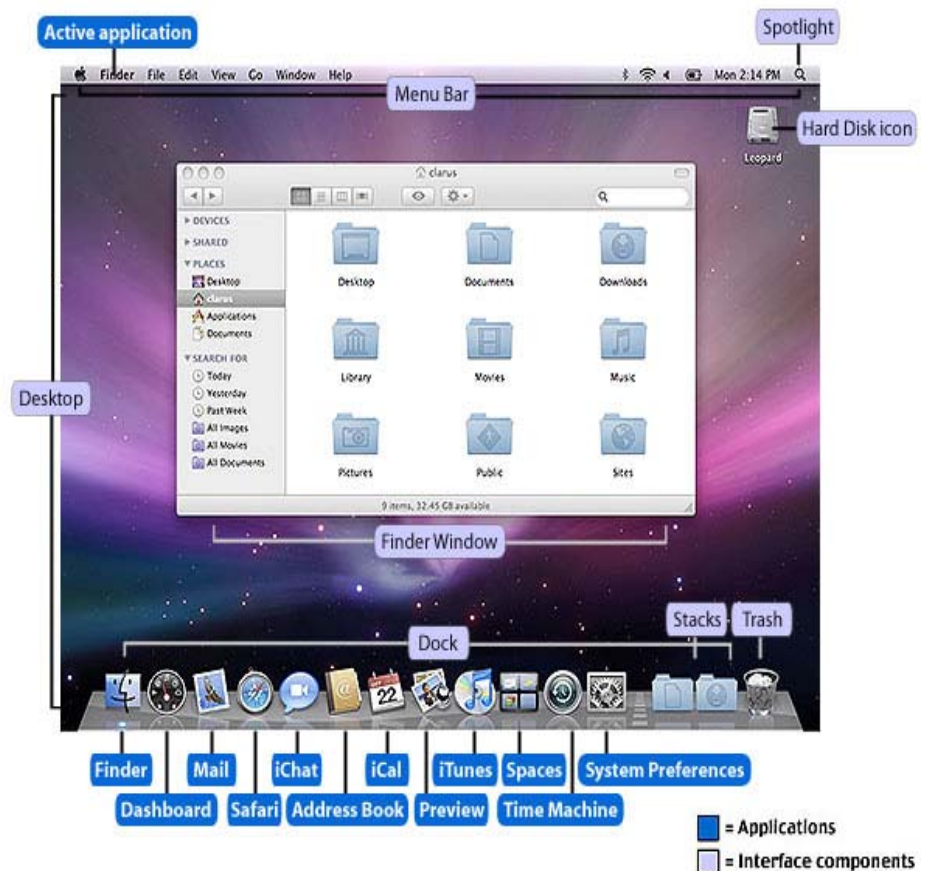 Active application
Spotlight
Finder File Edit View Go Window Help
Mon 2:14 PM
Menu Bar
Hard Disk icon
Leopard
clarus
DEVICES
SHARED
PLACES
Desktop
clarus
Applications
Documents
SEARCH FOR
Today
Yesterday
Past Week
All Images
All Movies
All Documents
Desktop Documents Downloads
Library Movies Music
Pictures Public Sites
9 items, 32.45 GB available
Desktop
Finder Window
Stacks Trash
Dock
22
Finder Mail iChat iCal iTunes Spaces System Preferences
Dashboard Safari Address Book Preview Time Machine
= Applications
= Interface components